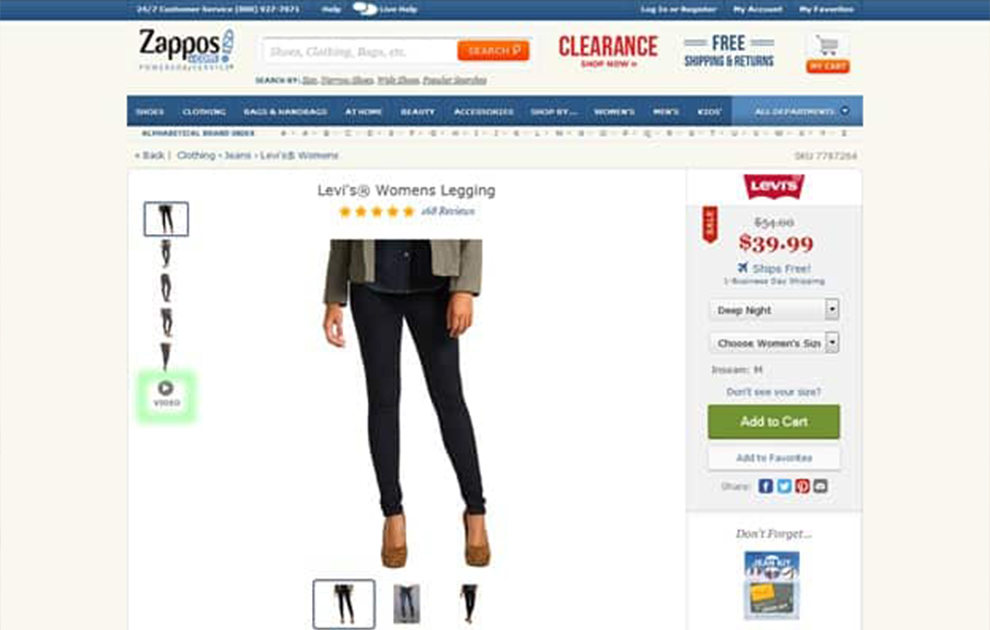 24/7 Customer Service (800) 927-7671 Help Live Help Log In or Register My Account My Favorites
Zappos .com
POWERED by SERVICE
Shoes, Clothing, Bags, etc. SEARCH
CLEARANCE
SHOP NOW »
FREE
SHIPPING & RETURNS
MY CART
SEARCH BY: Size, Narrow Shoes, Wide Shoes, Popular Searches
SHOES CLOTHING BAGS & HANDBAGS AT HOME BEAUTY ACCESSORIES SHOP BY... WOMEN'S MEN'S KIDS' ALL DEPARTMENTS
ALPHABETICAL BRAND INDEX # A B C D E F G H I J K L M N O P Q R S T U V W X Y Z
« Back | Clothing › Jeans › Levi's® Womens
SKU 7787264
Levi's® Womens Legging
168 Reviews
VIDEO
LEVI'S
SALE
$54.00
$39.99
Ships Free!
1-Business Day Shipping
Deep Night
Choose Women's Size
Inseam: M
Don't see your size?
Add to Cart
Add to Favorites
Share:
Don't Forget...
JEAN KIT